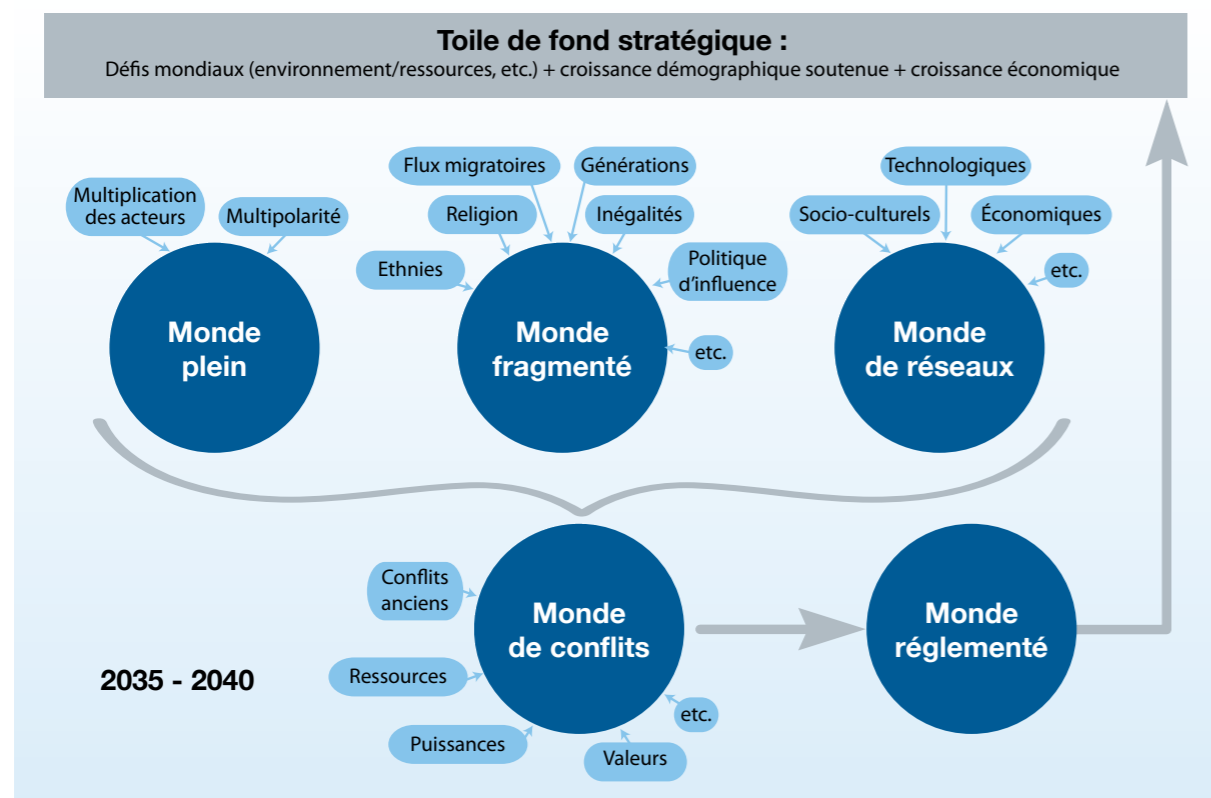 Toile de fond stratégique :
Défis mondiaux (environnement/ressources, etc.) + croissance démographique soutenue + croissance économique
Multiplication
des acteurs
Multipolarité
Monde
plein
Flux migratoires
Générations
Religion
Inégalités
Ethnies
Politique
d’influence
etc.
Monde
fragmenté
Technologiques
Socio-culturels
Économiques
etc.
Monde
de réseaux
Conflits
anciens
Ressources
Puissances
Valeurs
etc.
Monde
de conflits
Monde
réglementé
2035 - 2040